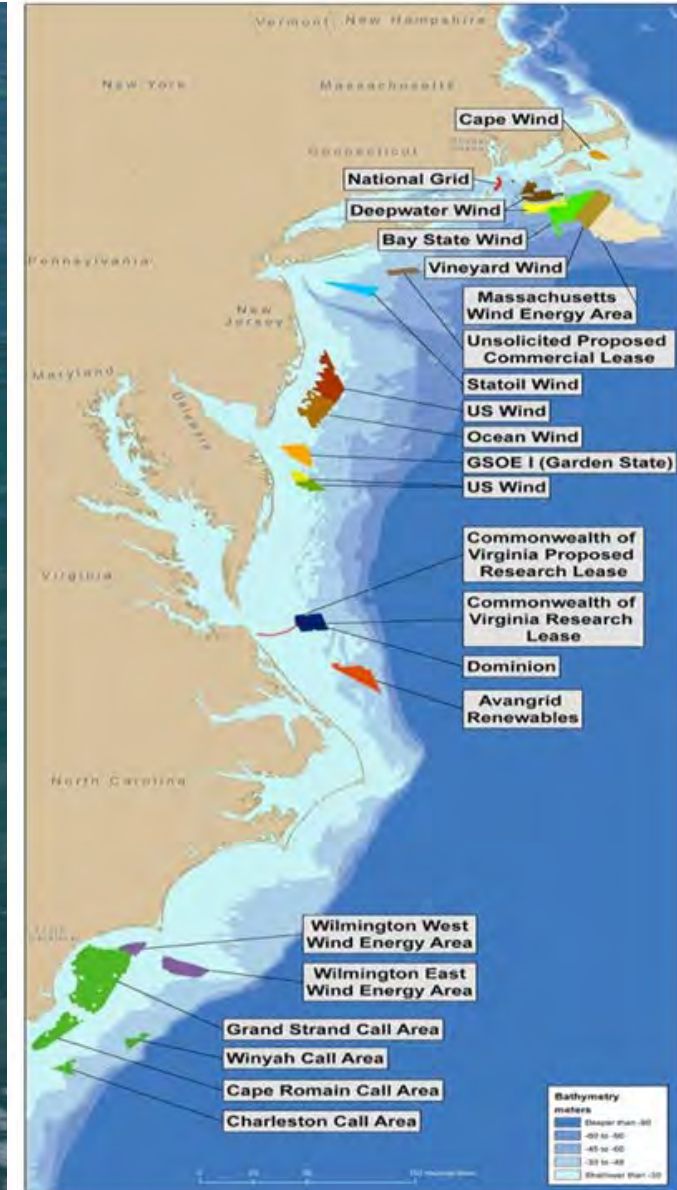 Vermont
New Hampshire
New York
Massachusetts
Cape Wind
Connecticut
National Grid
Deepwater Wind
Bay State Wind
Pennsylvania
Vineyard Wind
New
Jersey
Massachusetts
Wind Energy Area
Unsolicited Proposed
Commercial Lease
Maryland
Delaware
Statoil Wind
US Wind
Ocean Wind
GSOE I (Garden State)
US Wind
Virginia
Commonwealth of
Virginia Proposed
Research Lease
Commonwealth of
Virginia Research
Lease
Dominion
Avangrid
Renewables
North Carolina
Wilmington West
Wind Energy Area
Wilmington East
Wind Energy Area
Grand Strand Call Area
Winyah Call Area
Cape Romain Call Area
Charleston Call Area
Bathymetry
meters
Deeper than -90